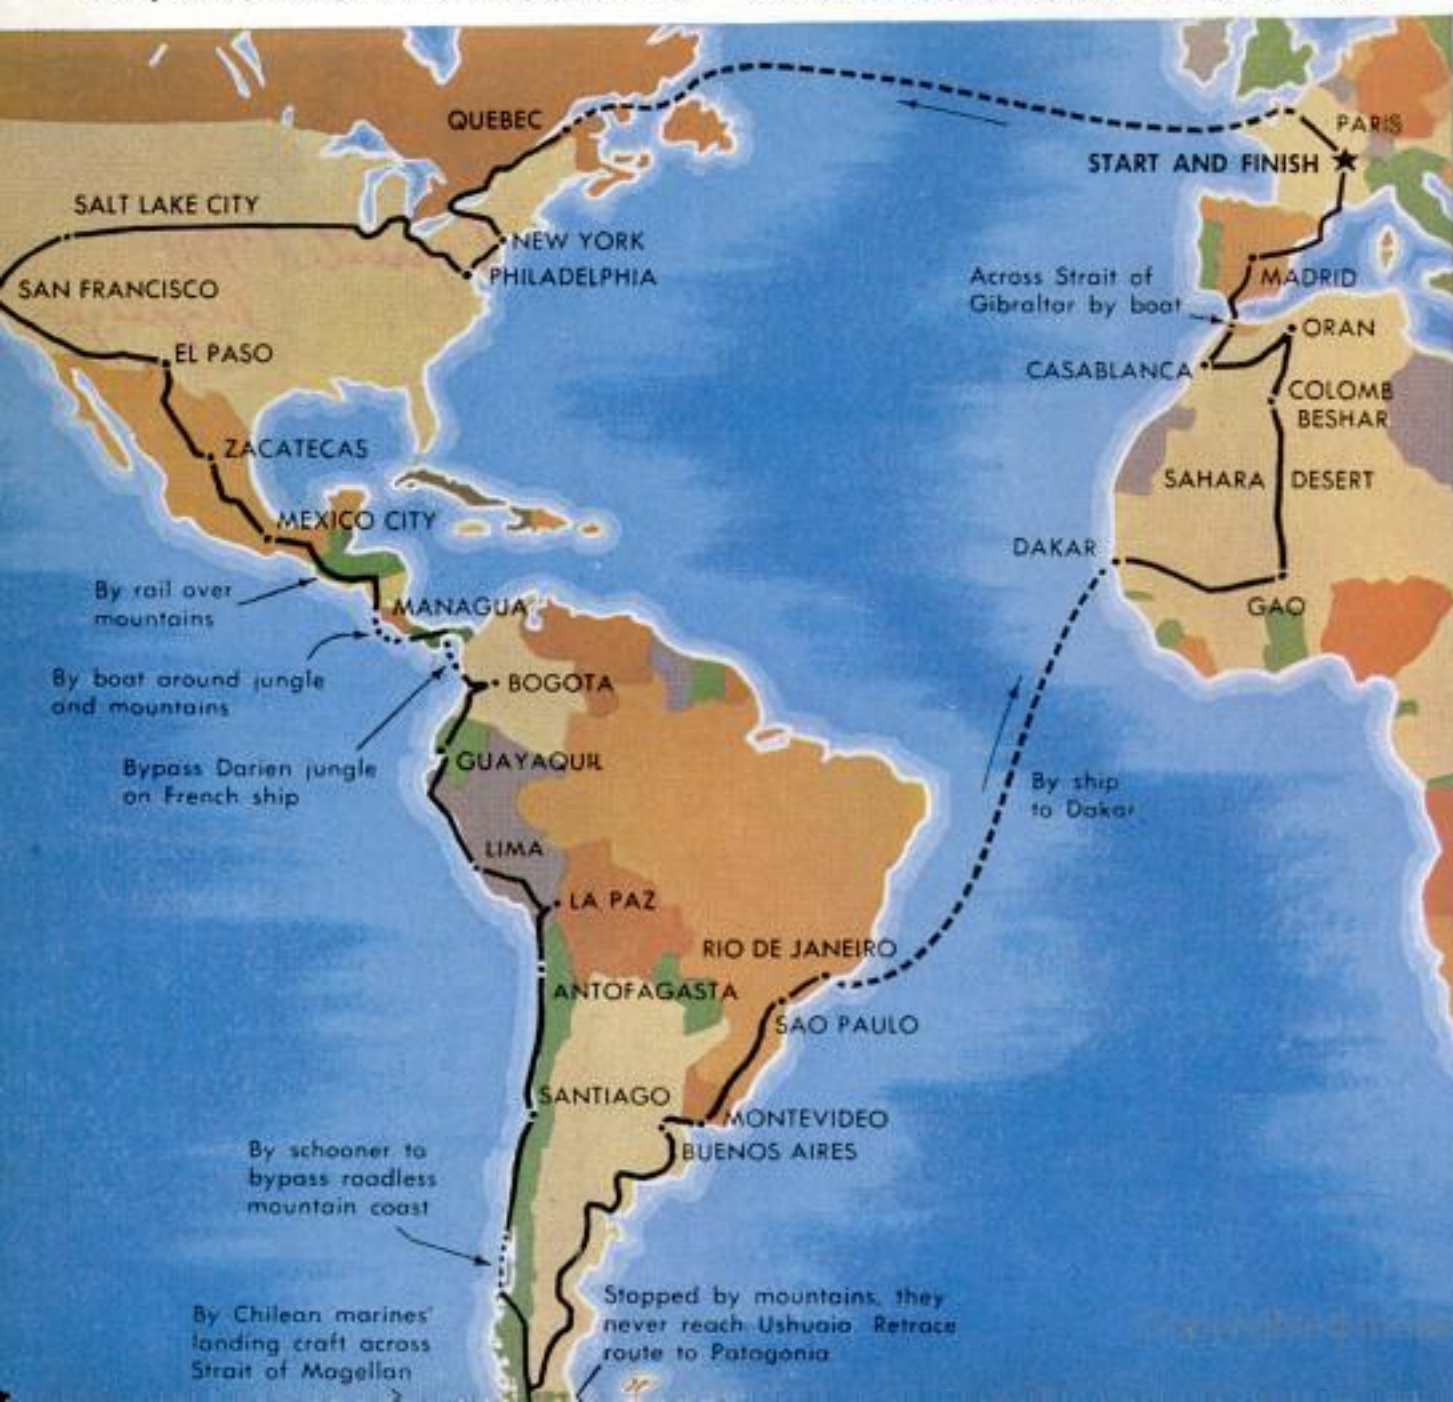 QUEBEC
PARIS
START AND FINISH
SALT LAKE CITY
NEW YORK
PHILADELPHIA
SAN FRANCISCO
MADRID
Across Strait of
Gibraltar by boat
ORAN
EL PASO
CASABLANCA
COLOMB
BESHAR
ZACATECAS
SAHARA DESERT
MEXICO CITY
DAKAR
By rail over
mountains
MANAGUA
GAO
By boat around jungle
and mountains
BOGOTA
GUAYAQUIL
Bypass Darien jungle
on French ship
By ship
to Dakar
LIMA
LA PAZ
RIO DE JANEIRO
ANTOFAGASTA
SAO PAULO
SANTIAGO
MONTEVIDEO
BUENOS AIRES
By schooner to
bypass roadless
mountain coast
Stopped by mountains, they
never reach Ushuaia. Retrace
route to Patagonia
By Chilean marines'
landing craft across
Strait of Magellan